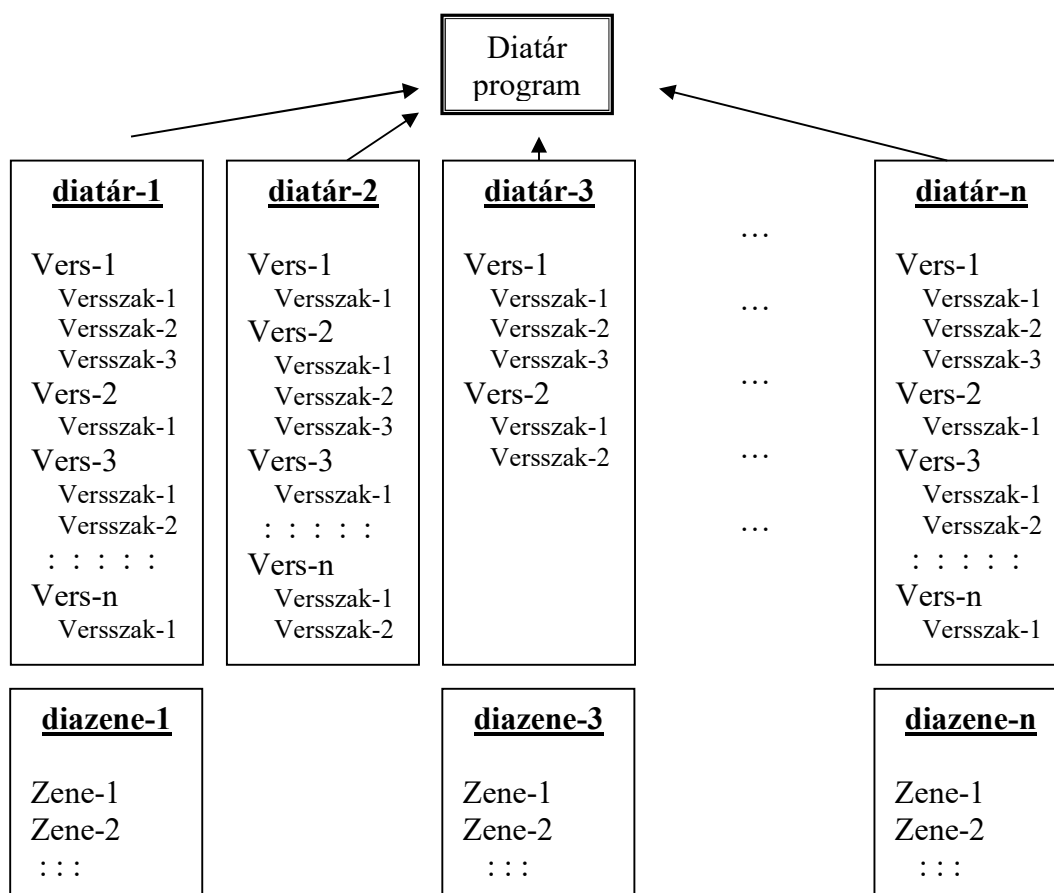 Diatár
program
diatár-1
Vers-1
Versszak-1
Versszak-2
Versszak-3
Vers-2
Versszak-1
Vers-3
Versszak-1
Versszak-2
: : : : :
Vers-n
Versszak-1
diatár-2
Vers-1
Versszak-1
Vers-2
Versszak-1
Versszak-2
Versszak-3
Vers-3
Versszak-1
: : : : :
Vers-n
Versszak-1
Versszak-2
diatár-3
Vers-1
Versszak-1
Versszak-2
Versszak-3
Vers-2
Versszak-1
Versszak-2
…
…
…
…
…
diatár-n
Vers-1
Versszak-1
Versszak-2
Versszak-3
Vers-2
Versszak-1
Vers-3
Versszak-1
Versszak-2
: : : : :
Vers-n
Versszak-1
diazene-1
Zene-1
Zene-2
: : :
diazene-3
Zene-1
Zene-2
: : :
diazene-n
Zene-1
Zene-2
: : :